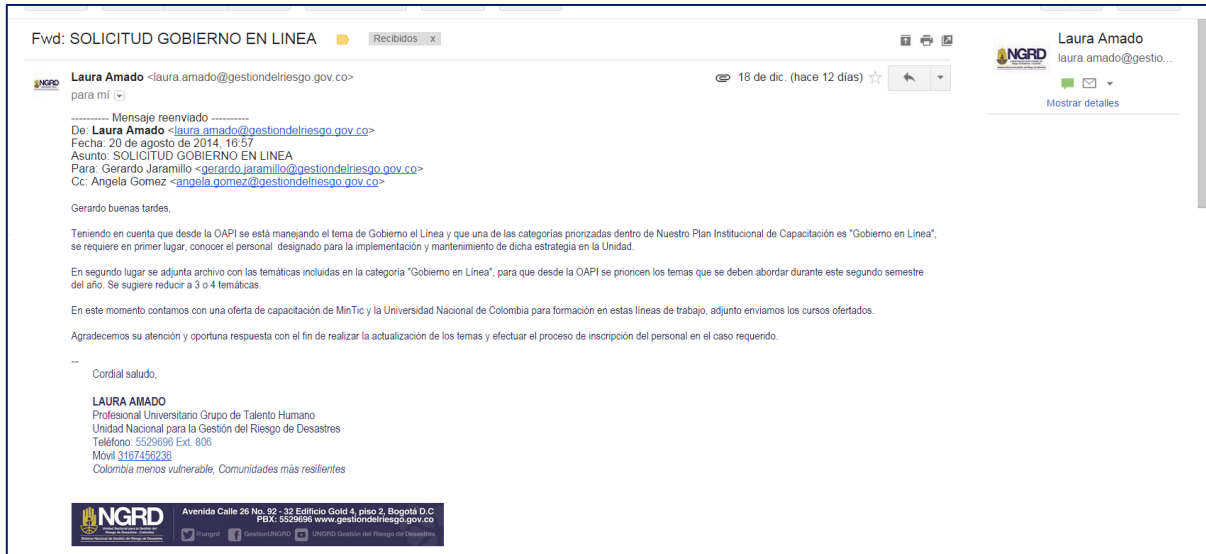 Fwd: SOLICITUD GOBIERNO EN LINEA Recibidos x
Laura Amado <laura.amado@gestiondelriesgo.gov.co> 18 de dic. (hace 12 días)
para mí
---------- Mensaje reenviado ----------
De: Laura Amado <laura.amado@gestiondelriesgo.gov.co>
Fecha: 20 de agosto de 2014, 16:57
Asunto: SOLICITUD GOBIERNO EN LINEA
Para: Gerardo Jaramillo <gerardo.jaramillo@gestiondelriesgo.gov.co>
Cc: Angela Gomez <angela.gomez@gestiondelriesgo.gov.co>
Gerardo buenas tardes,
Teniendo en cuenta que desde la OAPI se está manejando el tema de Gobierno el Línea y que una de las categorías priorizadas dentro de Nuestro Plan Institucional de Capacitación es "Gobierno en Línea",
se requiere en primer lugar, conocer el personal designado para la implementación y mantenimiento de dicha estrategia en la Unidad.
En segundo lugar se adjunta archivo con las temáticas incluidas en la categoría "Gobierno en Línea", para que desde la OAPI se prioricen los temas que se deben abordar durante este segundo semestre
del año. Se sugiere reducir a 3 o 4 temáticas.
En este momento contamos con una oferta de capacitación de MinTic y la Universidad Nacional de Colombia para formación en estas líneas de trabajo, adjunto enviamos los cursos ofertados.
Agradecemos su atención y oportuna respuesta con el fin de realizar la actualización de los temas y efectuar el proceso de inscripción del personal en el caso requerido.
--
Cordial saludo,
LAURA AMADO
Profesional Universitario Grupo de Talento Humano
Unidad Nacional para la Gestión del Riesgo de Desastres
Teléfono: 5529696 Ext. 806
Móvil 3167456236
Colombia menos vulnerable, Comunidades más resilientes
NGRD
Avenida Calle 26 No. 92 - 32 Edificio Gold 4, piso 2, Bogotá D.C
PBX: 5529696 www.gestiondelriesgo.gov.co
@ungrd GestionUNGRD UNGRD Gestión del Riesgo de Desastres
NGRD
Laura Amado
laura.amado@gestio...
Mostrar detalles